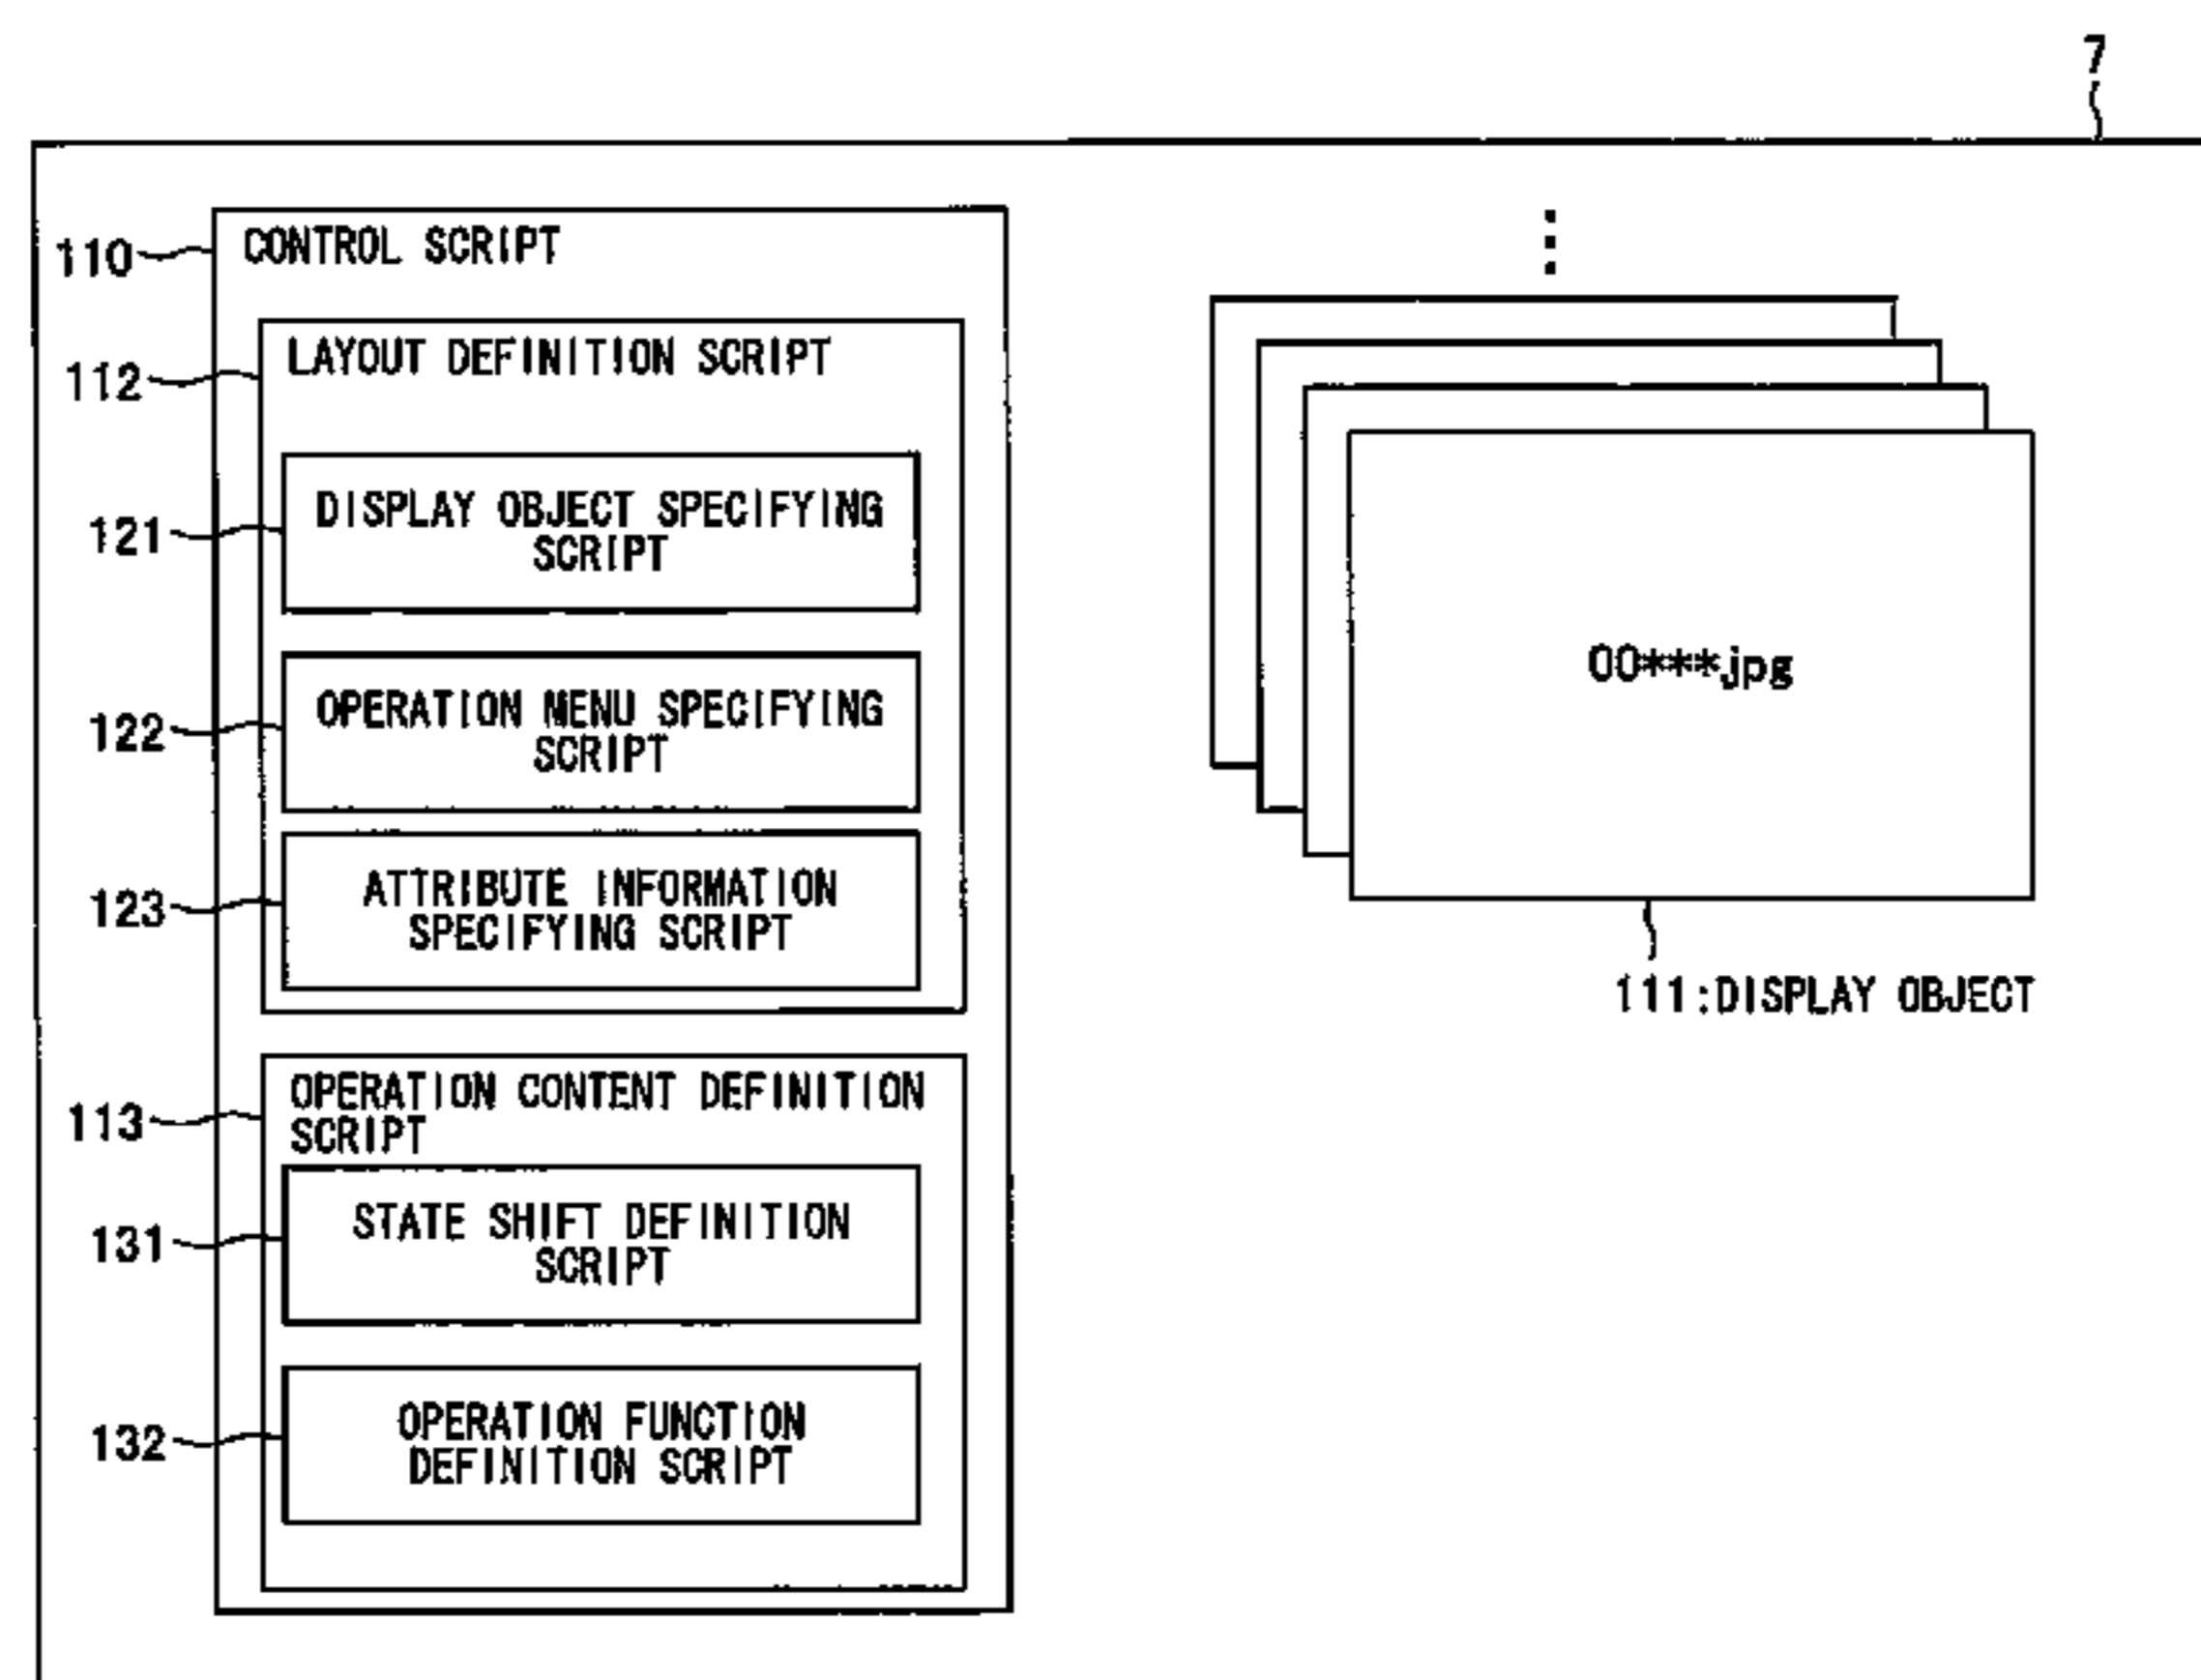 7
110 CONTROL SCRIPT
112 LAYOUT DEFINITION SCRIPT
121 DISPLAY OBJECT SPECIFYING
SCRIPT
122 OPERATION MENU SPECIFYING
SCRIPT
123 ATTRIBUTE INFORMATION
SPECIFYING SCRIPT
113 OPERATION CONTENT DEFINITION
SCRIPT
131 STATE SHIFT DEFINITION
SCRIPT
132 OPERATION FUNCTION
DEFINITION SCRIPT
00***jpg
111:DISPLAY OBJECT